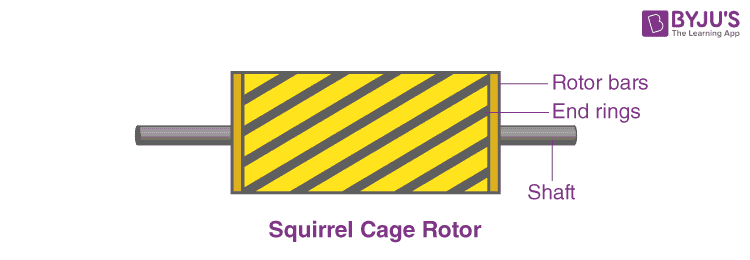 BYJU'S
The Learning App
Rotor bars
End rings
Shaft
Squirrel Cage Rotor